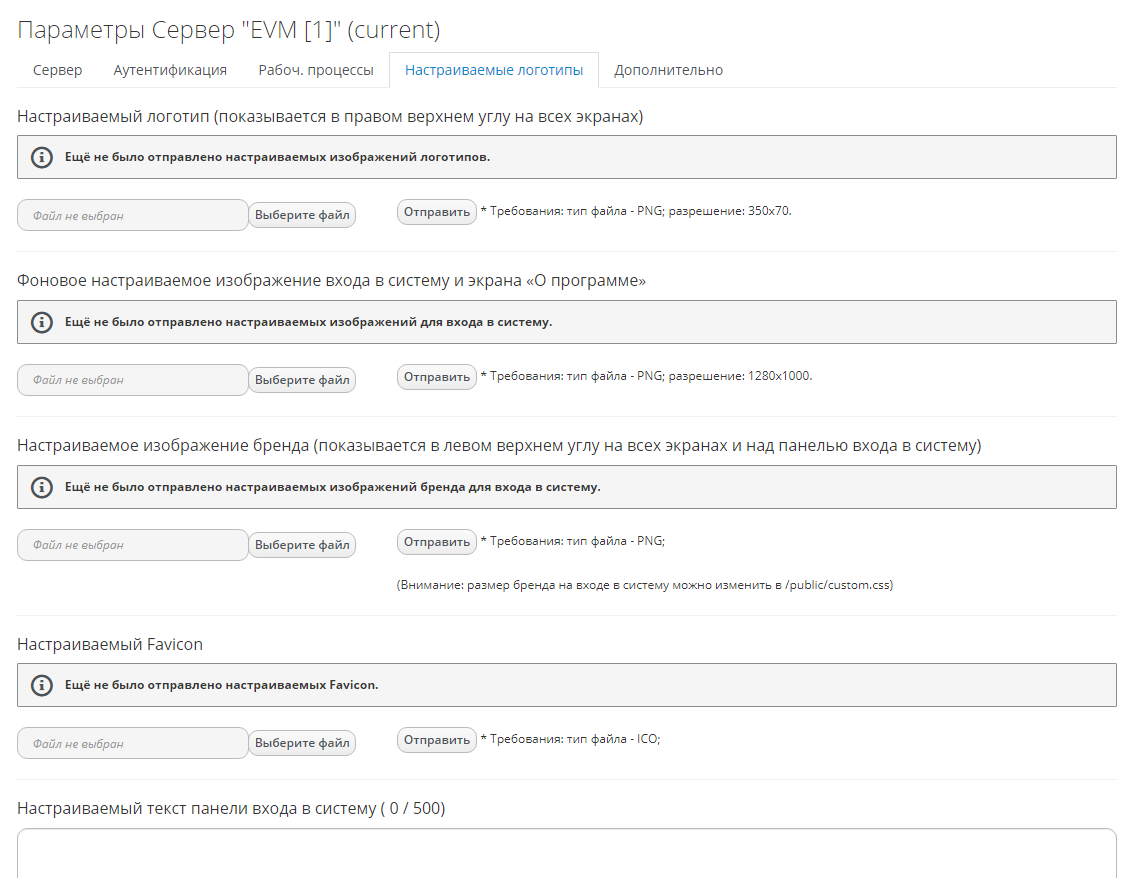 Параметры Сервер "EVM [1]" (current)
Сервер Аутентификация Рабоч. процессы Настраиваемые логотипы Дополнительно
Настраиваемый логотип (показывается в правом верхнем углу на всех экранах)
Ещё не было отправлено настраиваемых изображений логотипов.
Файл не выбран Выберите файл Отправить * Требования: тип файла - PNG; разрешение: 350x70.
Фоновое настраиваемое изображение входа в систему и экрана «О программе»
Ещё не было отправлено настраиваемых изображений для входа в систему.
Файл не выбран Выберите файл Отправить * Требования: тип файла - PNG; разрешение: 1280x1000.
Настраиваемое изображение бренда (показывается в левом верхнем углу на всех экранах и над панелью входа в систему)
Ещё не было отправлено настраиваемых изображений бренда для входа в систему.
Файл не выбран Выберите файл Отправить * Требования: тип файла - PNG;
(Внимание: размер бренда на входе в систему можно изменить в /public/custom.css)
Настраиваемый Favicon
Ещё не было отправлено настраиваемых Favicon.
Файл не выбран Выберите файл Отправить * Требования: тип файла - ICO;
Настраиваемый текст панели входа в систему ( 0 / 500)